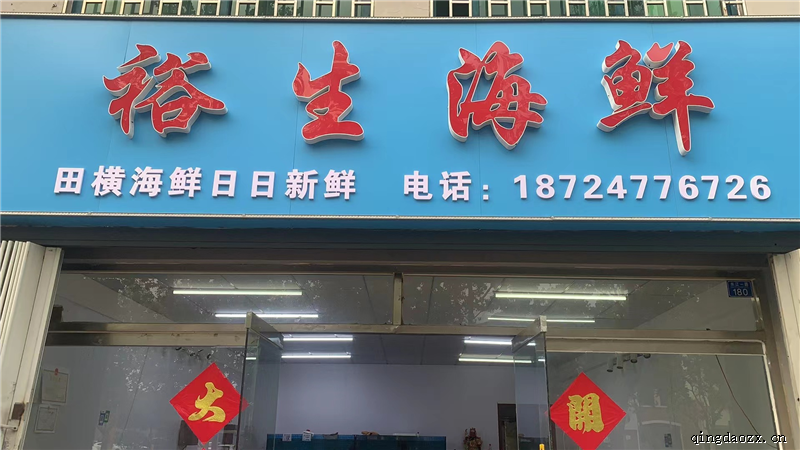 裕生海鲜
田横海鲜日日新鲜 电话：18724776726
180
大 開
qingdaozx.cn